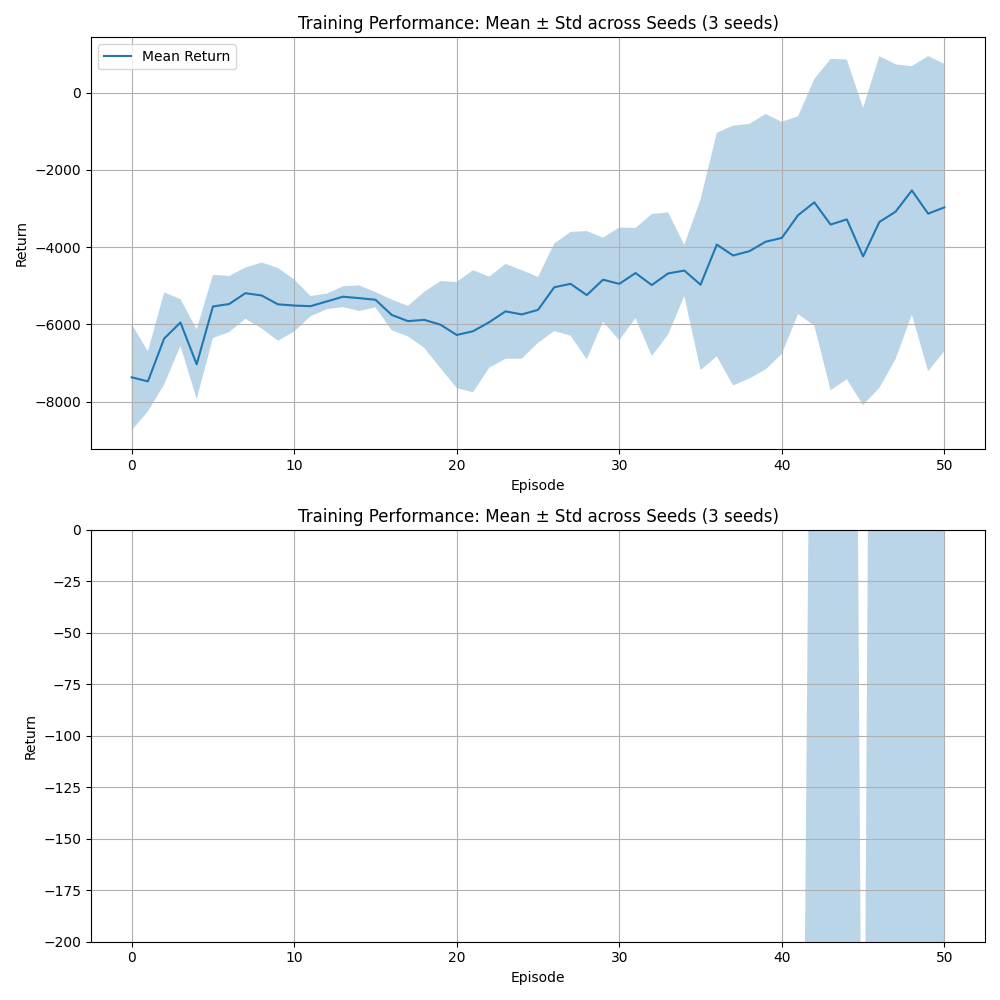 Training Performance: Mean ± Std across Seeds (3 seeds)
Mean Return
0
−2000
−4000
−6000
−8000
Return
0 10 20 30 40 50
Episode
Training Performance: Mean ± Std across Seeds (3 seeds)
0
−25
−50
−75
−100
−125
−150
−175
−200
Return
0 10 20 30 40 50
Episode